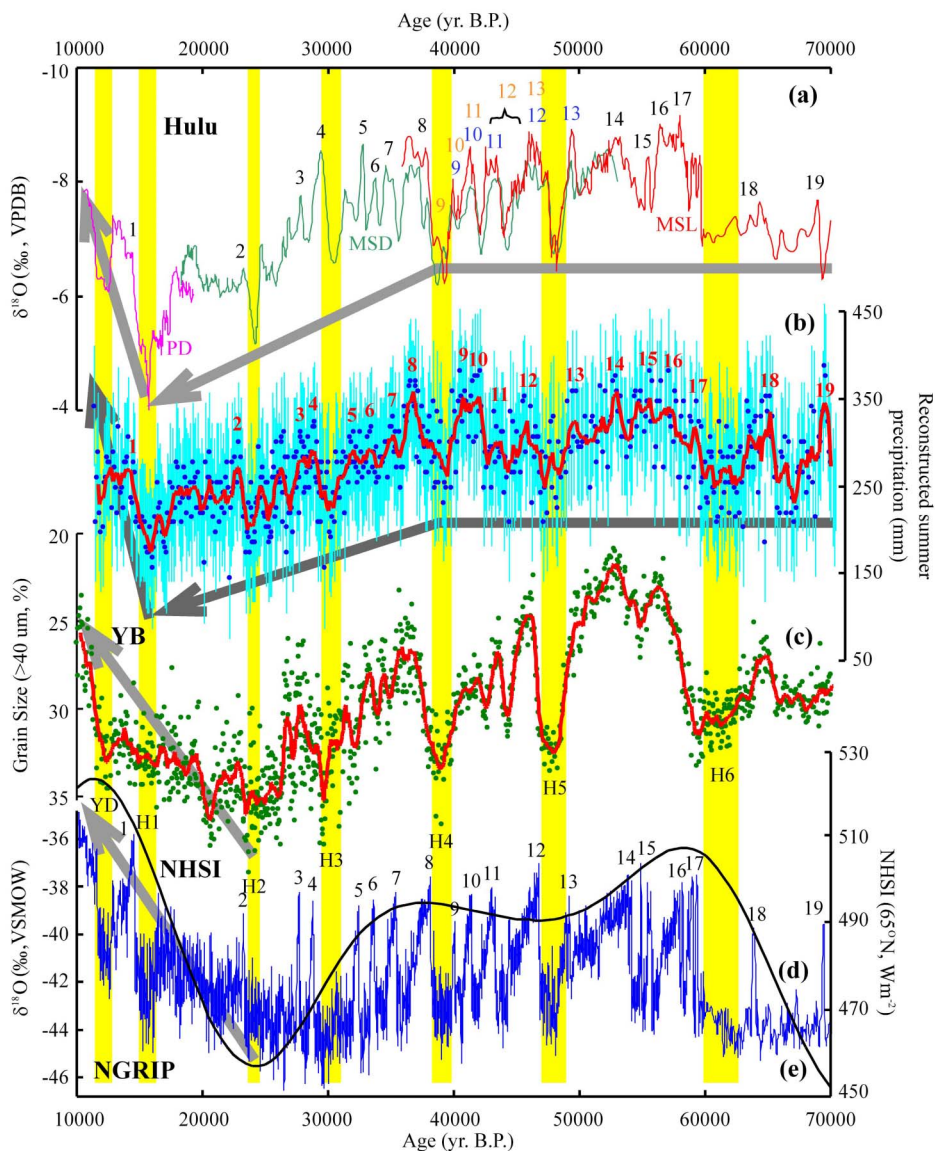 Age (yr. B.P.)
10000 20000 30000 40000 50000 60000 70000
-10
-8
-6
-4
δ¹⁸O (‰, VPDB)
(a)
Hulu
1 2 3 4 5 6 7 8
9 10 11 12 13
9 10 11 12 13
14 15 16 17 18 19
PD
MSD
MSL
(b)
450
350
250
150
50
Reconstructed summer
precipitation (mm)
1 2 3 4 5 6 7 8 9 10 11 12 13 14 15 16 17 18 19
20
25
30
35
Grain Size (>40 um, %)
YB
(c)
YD H1 H2 H3 H4 H5 H6
530
510
490
470
450
NHSI (65°N, Wm⁻²)
NHSI
(d)
-36
-38
-40
-42
-44
-46
δ¹⁸O (‰,VSMOW)
1 2 3 4 5 6 7 8 9 10 11 12 13 14 15 16 17 18 19
NGRIP
(e)
10000 20000 30000 40000 50000 60000 70000
Age (yr. B.P.)